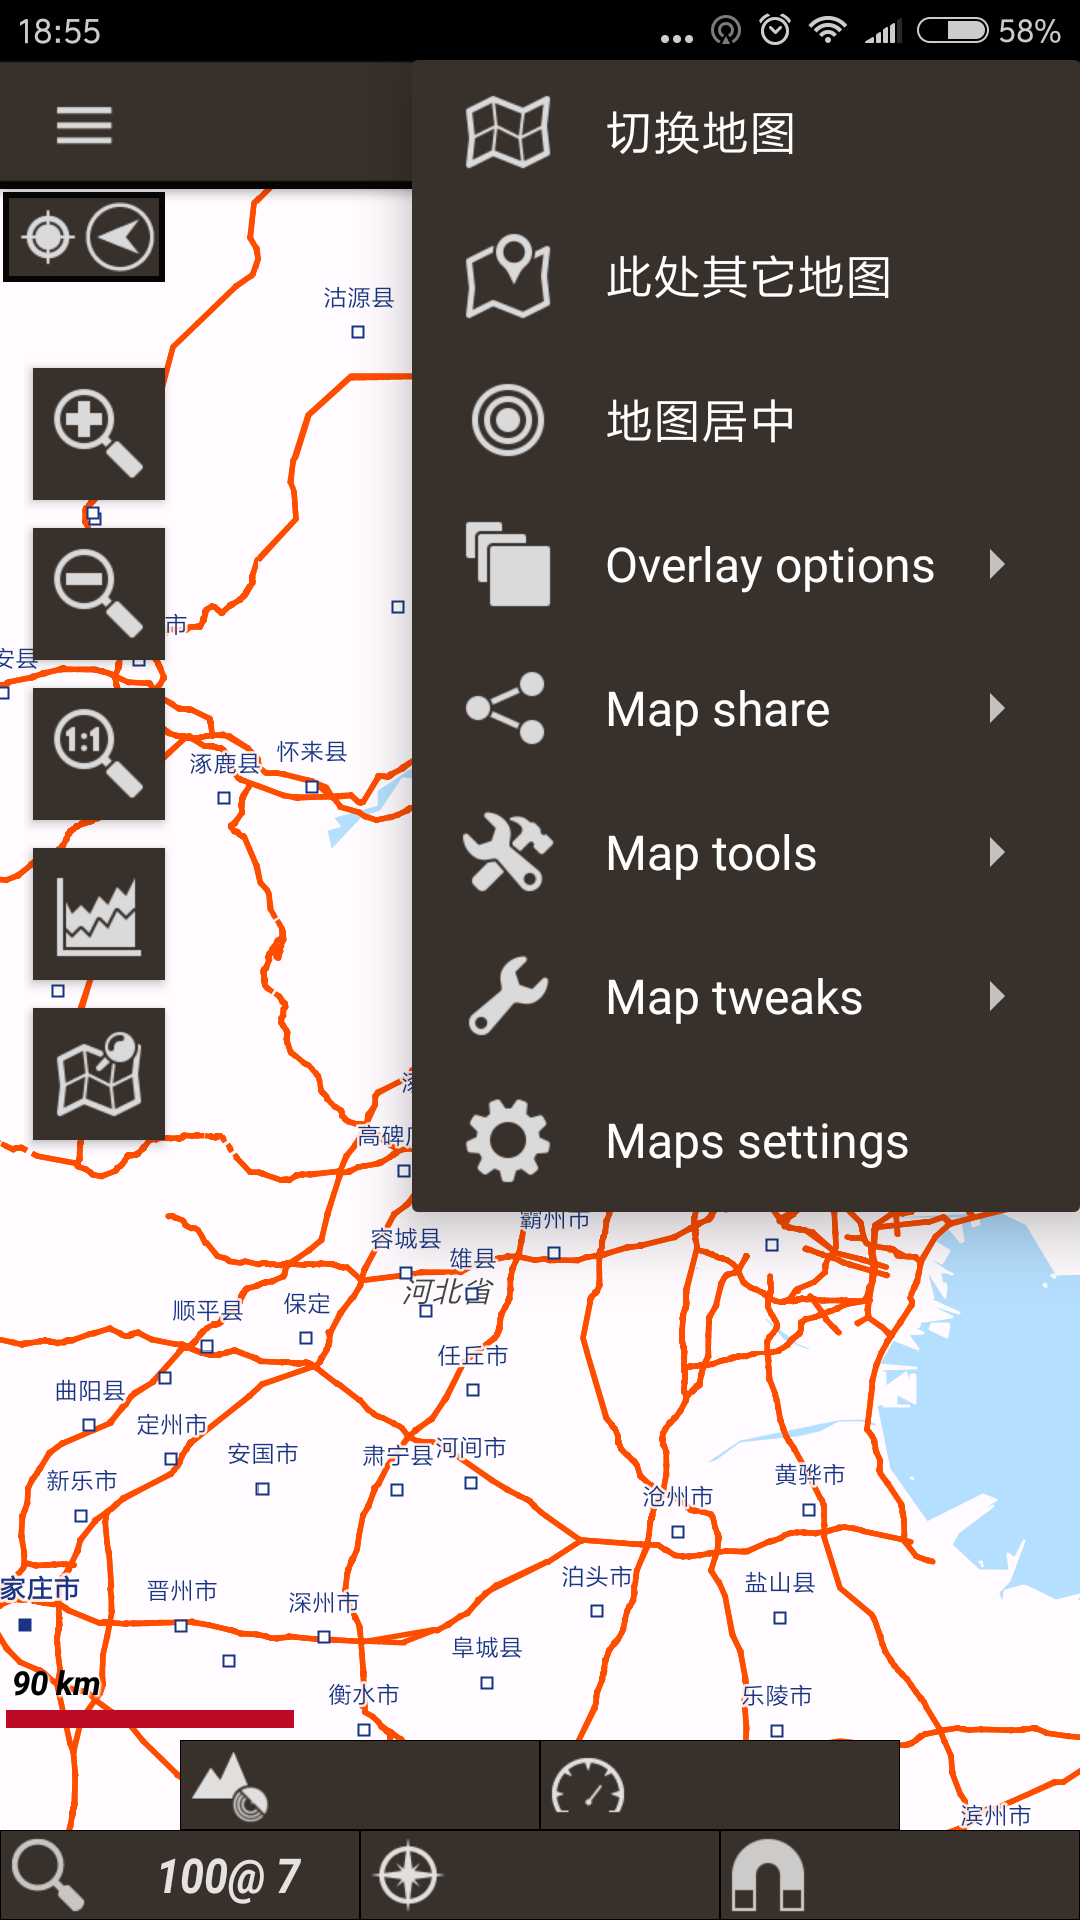 18:55
58%
切换地图
此处其它地图
地图居中
Overlay options
Map share
Map tools
Map tweaks
Maps settings
沽源县
市
安县
1:1
涿鹿县
怀来县
高碑
霸州市
容城县
雄县
河北省
顺平县
保定
任丘市
曲阳县
定州市
安国市
肃宁县
河间市
新乐市
沧州市
黄骅市
家庄市
晋州市
深州市
泊头市
盐山县
阜城县
90 km
衡水市
乐陵市
滨州市
100@ 7